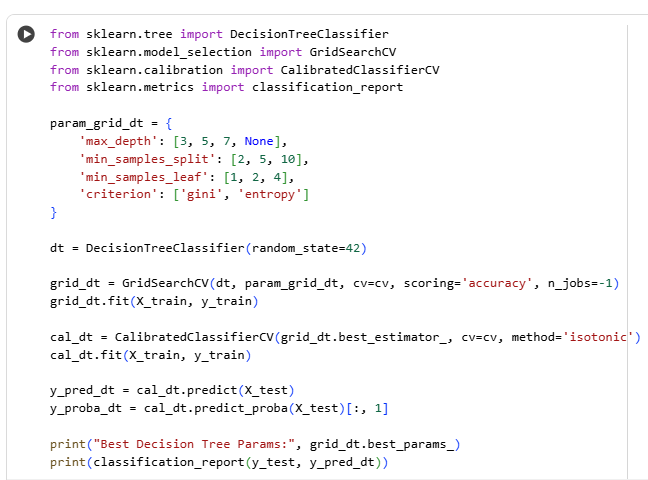 from sklearn.tree import DecisionTreeClassifier
from sklearn.model_selection import GridSearchCV
from sklearn.calibration import CalibratedClassifierCV
from sklearn.metrics import classification_report

param_grid_dt = {
    'max_depth': [3, 5, 7, None],
    'min_samples_split': [2, 5, 10],
    'min_samples_leaf': [1, 2, 4],
    'criterion': ['gini', 'entropy']
}

dt = DecisionTreeClassifier(random_state=42)

grid_dt = GridSearchCV(dt, param_grid_dt, cv=cv, scoring='accuracy', n_jobs=-1)
grid_dt.fit(X_train, y_train)

cal_dt = CalibratedClassifierCV(grid_dt.best_estimator_, cv=cv, method='isotonic')
cal_dt.fit(X_train, y_train)

y_pred_dt = cal_dt.predict(X_test)
y_proba_dt = cal_dt.predict_proba(X_test)[:, 1]

print("Best Decision Tree Params:", grid_dt.best_params_)
print(classification_report(y_test, y_pred_dt))